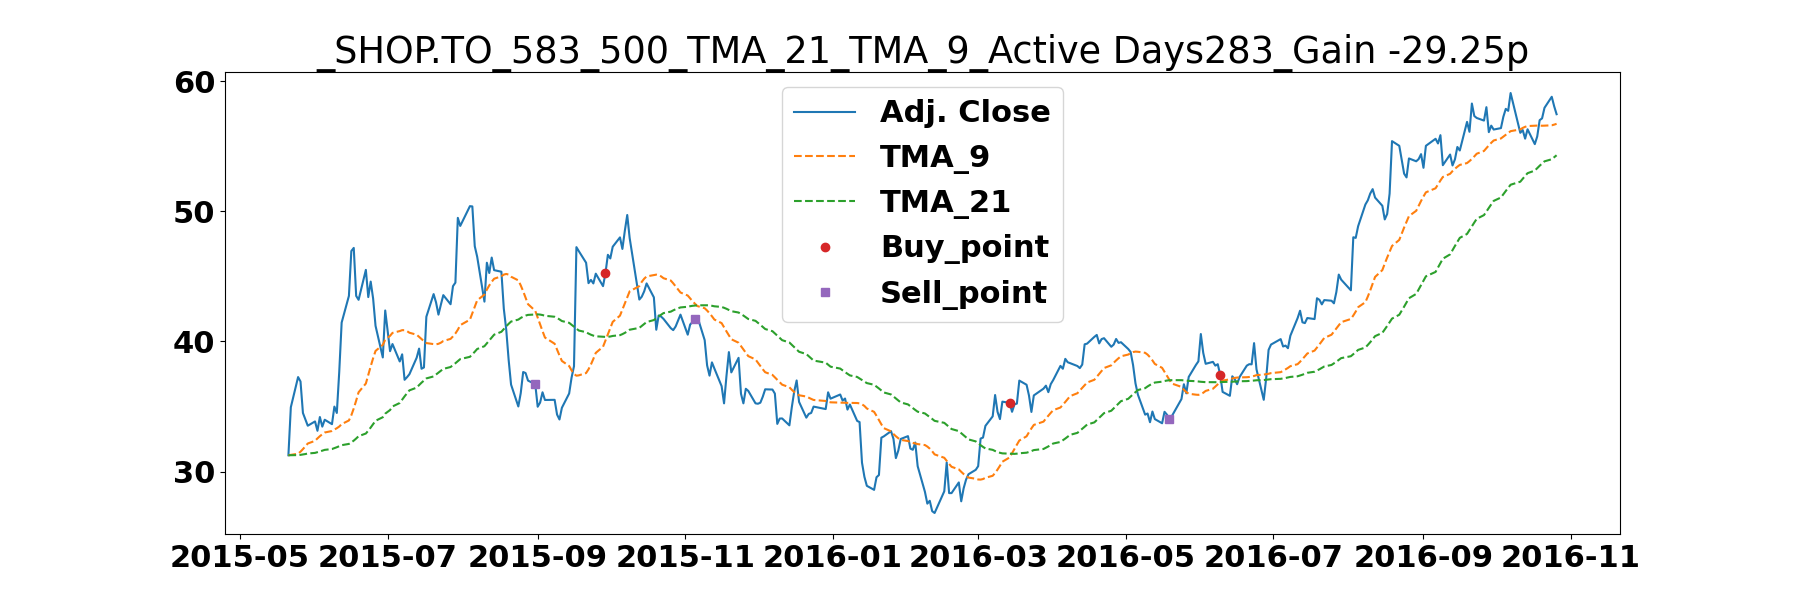 _SHOP.TO_583_500_TMA_21_TMA_9_Active Days283_Gain -29.25p
60
50
40
30
Adj. Close
TMA_9
TMA_21
Buy_point
Sell_point
2015-05 2015-07 2015-09 2015-11 2016-01 2016-03 2016-05 2016-07 2016-09 2016-11